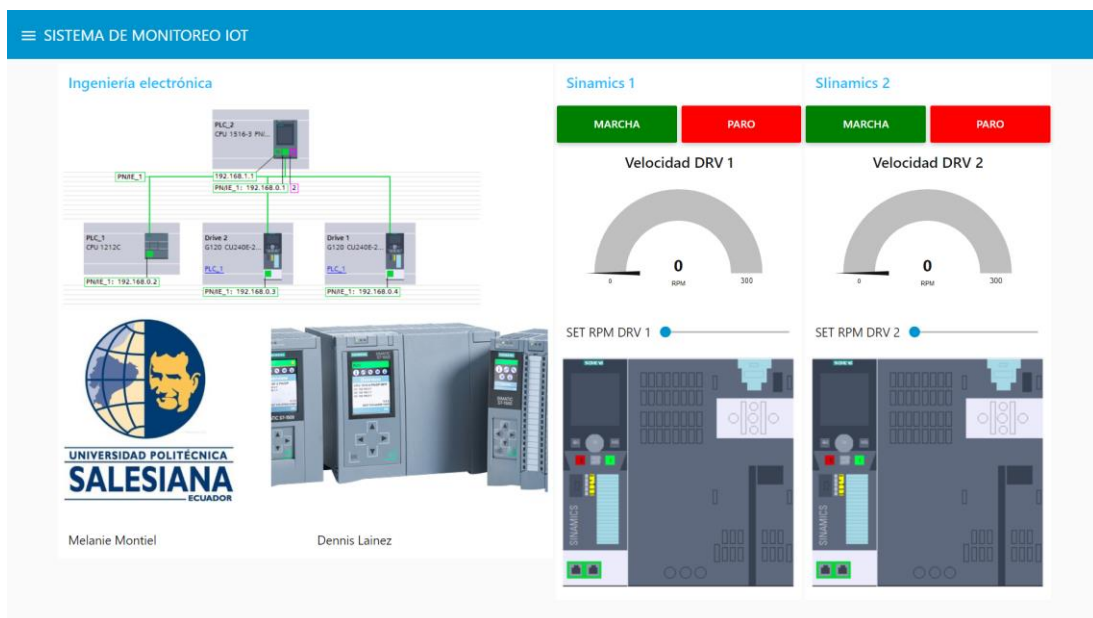 SISTEMA DE MONITOREO IOT
Ingeniería electrónica
PLC_2
CPU 1516-3 PN/...
PN/IE_1
192.168.1.1
PN/IE_1: 192.168.0.1
2
PLC_1
CPU 1212C
PN/IE_1: 192.168.0.2
Drive 2
G120 CU240E-2...
PLC_1
PN/IE_1: 192.168.0.3
Drive 1
G120 CU240E-2...
PLC_1
PN/IE_1: 192.168.0.4
UNIVERSIDAD POLITÉCNICA
SALESIANA
ECUADOR
Melanie Montiel
Dennis Lainez
Sinamics 1
MARCHA
PARO
Velocidad DRV 1
0
0
RPM
300
SET RPM DRV 1
SINAMICS
Slinamics 2
MARCHA
PARO
Velocidad DRV 2
0
0
RPM
300
SET RPM DRV 2
SINAMICS